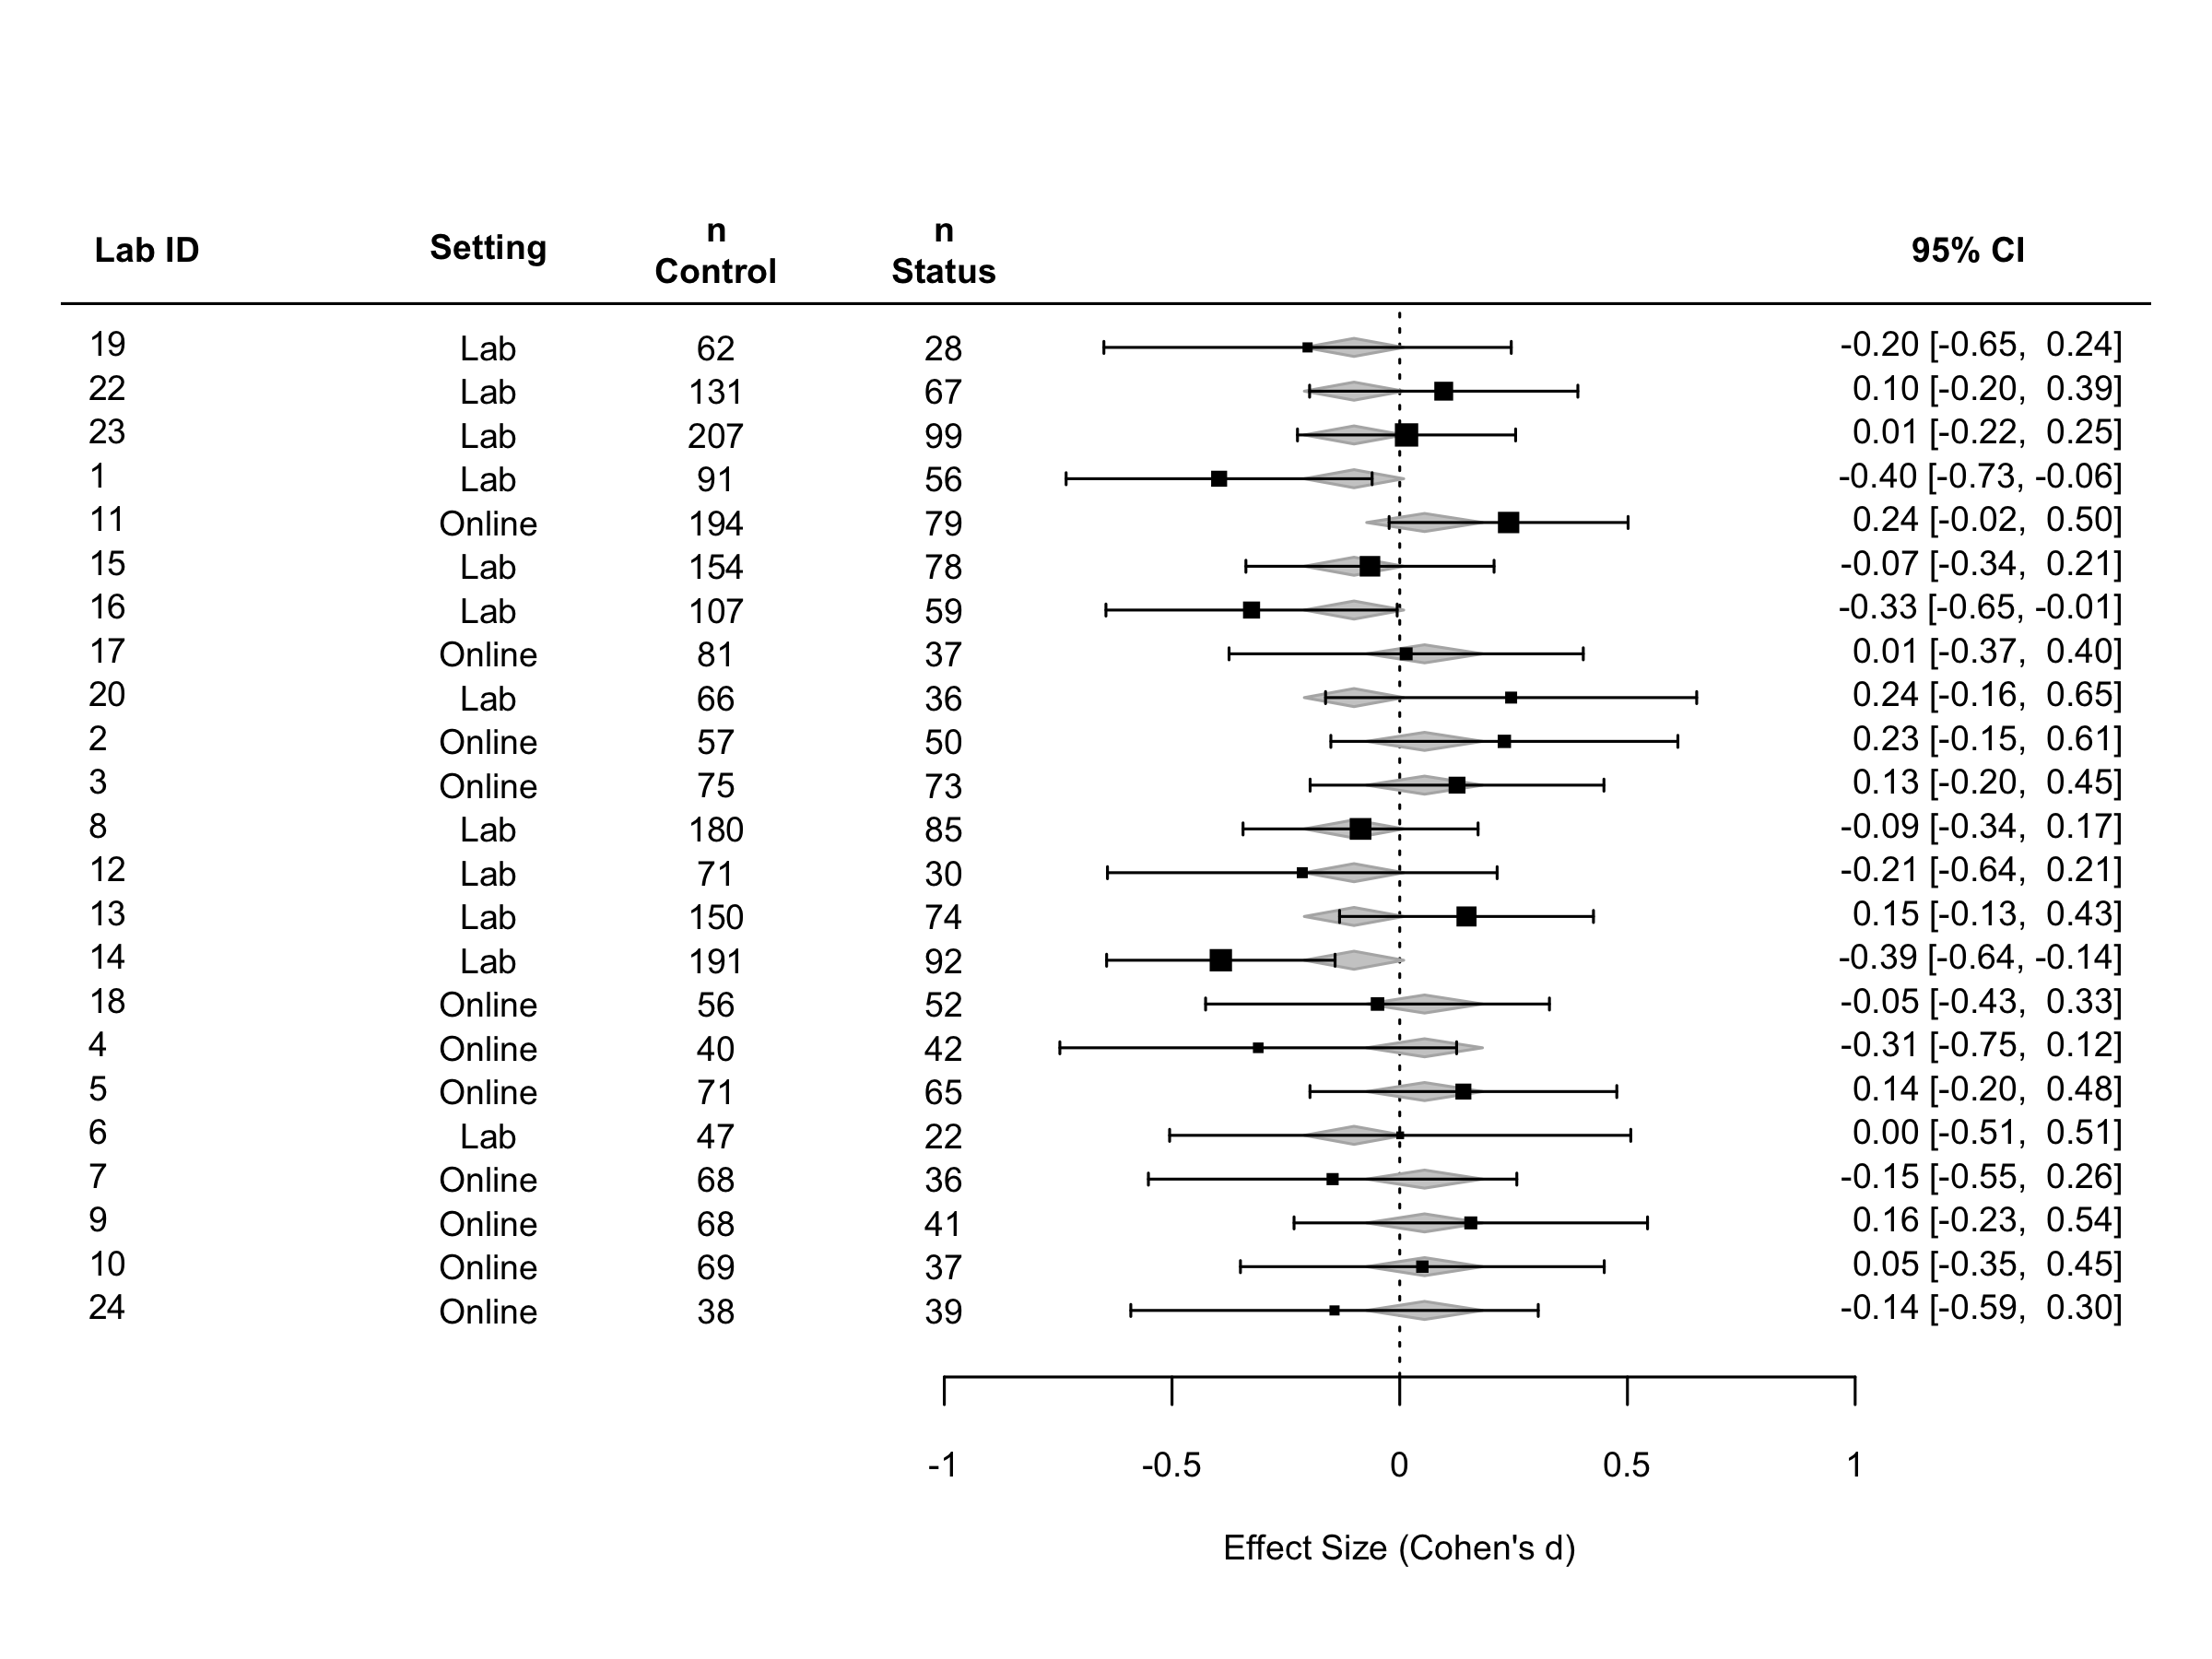 Lab ID Setting n Control n Status 95% CI
19 Lab 62 28 -0.20 [-0.65, 0.24]
22 Lab 131 67 0.10 [-0.20, 0.39]
23 Lab 207 99 0.01 [-0.22, 0.25]
1 Lab 91 56 -0.40 [-0.73, -0.06]
11 Online 194 79 0.24 [-0.02, 0.50]
15 Lab 154 78 -0.07 [-0.34, 0.21]
16 Lab 107 59 -0.33 [-0.65, -0.01]
17 Online 81 37 0.01 [-0.37, 0.40]
20 Lab 66 36 0.24 [-0.16, 0.65]
2 Online 57 50 0.23 [-0.15, 0.61]
3 Online 75 73 0.13 [-0.20, 0.45]
8 Lab 180 85 -0.09 [-0.34, 0.17]
12 Lab 71 30 -0.21 [-0.64, 0.21]
13 Lab 150 74 0.15 [-0.13, 0.43]
14 Lab 191 92 -0.39 [-0.64, -0.14]
18 Online 56 52 -0.05 [-0.43, 0.33]
4 Online 40 42 -0.31 [-0.75, 0.12]
5 Online 71 65 0.14 [-0.20, 0.48]
6 Lab 47 22 0.00 [-0.51, 0.51]
7 Online 68 36 -0.15 [-0.55, 0.26]
9 Online 68 41 0.16 [-0.23, 0.54]
10 Online 69 37 0.05 [-0.35, 0.45]
24 Online 38 39 -0.14 [-0.59, 0.30]
-1 -0.5 0 0.5 1
Effect Size (Cohen's d)